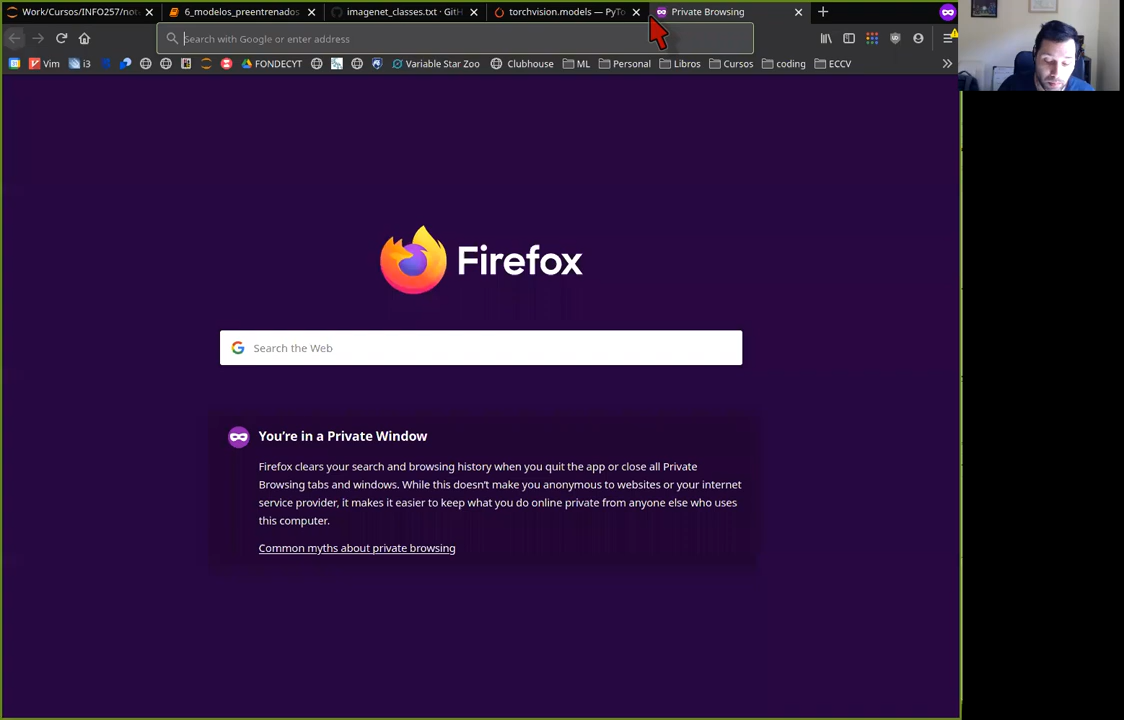 Work/Cursos/INFO257/not
6_modelos_preentrenados
imagenet_classes.txt · GitH
torchvision.models — PyTo
Private Browsing
Search with Google or enter address
Vim
i3
FONDECYT
Variable Star Zoo
Clubhouse
ML
Personal
Libros
Cursos
coding
ECCV
Firefox
Search the Web
You're in a Private Window
Firefox clears your search and browsing history when you quit the app or close all Private
Browsing tabs and windows. While this doesn't make you anonymous to websites or your internet
service provider, it makes it easier to keep what you do online private from anyone else who uses
this computer.
Common myths about private browsing